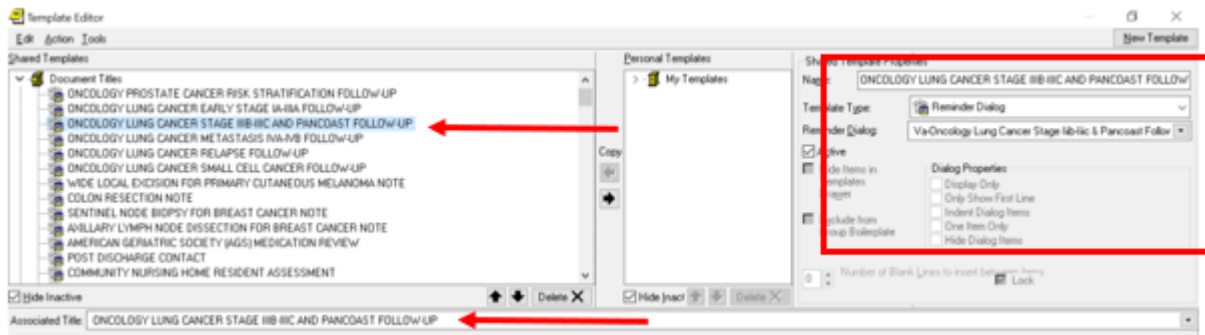 Template Editor
Edit Action Tools
New Template
Shared Templates
Document Titles
ONCOLOGY PROSTATE CANCER RISK STRATIFICATION FOLLOW-UP
ONCOLOGY LUNG CANCER EARLY STAGE IA-IIIA FOLLOW-UP
ONCOLOGY LUNG CANCER STAGE IIIB-IIIC AND PANCOAST FOLLOW-UP
ONCOLOGY LUNG CANCER METASTASIS IVA-IVB FOLLOW-UP
ONCOLOGY LUNG CANCER RELAPSE FOLLOW-UP
ONCOLOGY LUNG CANCER SMALL CELL CANCER FOLLOW-UP
WIDE LOCAL EXCISION FOR PRIMARY CUTANEOUS MELANOMA NOTE
COLON RESECTION NOTE
SENTINEL NODE BIOPSY FOR BREAST CANCER NOTE
AXILLARY LYMPH NODE DISSECTION FOR BREAST CANCER NOTE
AMERICAN GERIATRIC SOCIETY (AGS) MEDICATION REVIEW
POST DISCHARGE CONTACT
COMMUNITY NURSING HOME RESIDENT ASSESSMENT
Hide Inactive
Delete
Copy
Personal Templates
My Templates
Hide Inacti
Delete
Shared Template Properties
Name: ONCOLOGY LUNG CANCER STAGE IIIB-IIIC AND PANCOAST FOLLOW
Template Type: Reminder Dialog
Reminder Dialog: Va-Oncology Lung Cancer Stage Iiib-Iiic & Pancoast Follow
Active
Hide Items in
Templates
Drawer
Exclude from
Group Boilerplate
Dialog Properties
Display Only
Only Show First Line
Indent Dialog Items
One Item Only
Hide Dialog Items
0 Number of Blank Lines to insert between items
Lock
Associated Title: ONCOLOGY LUNG CANCER STAGE IIIB-IIIC AND PANCOAST FOLLOW-UP